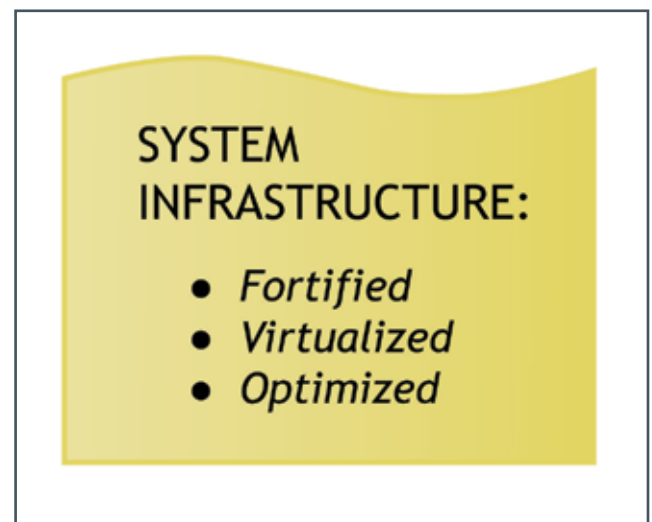 SYSTEM
INFRASTRUCTURE:
● Fortified
● Virtualized
● Optimized